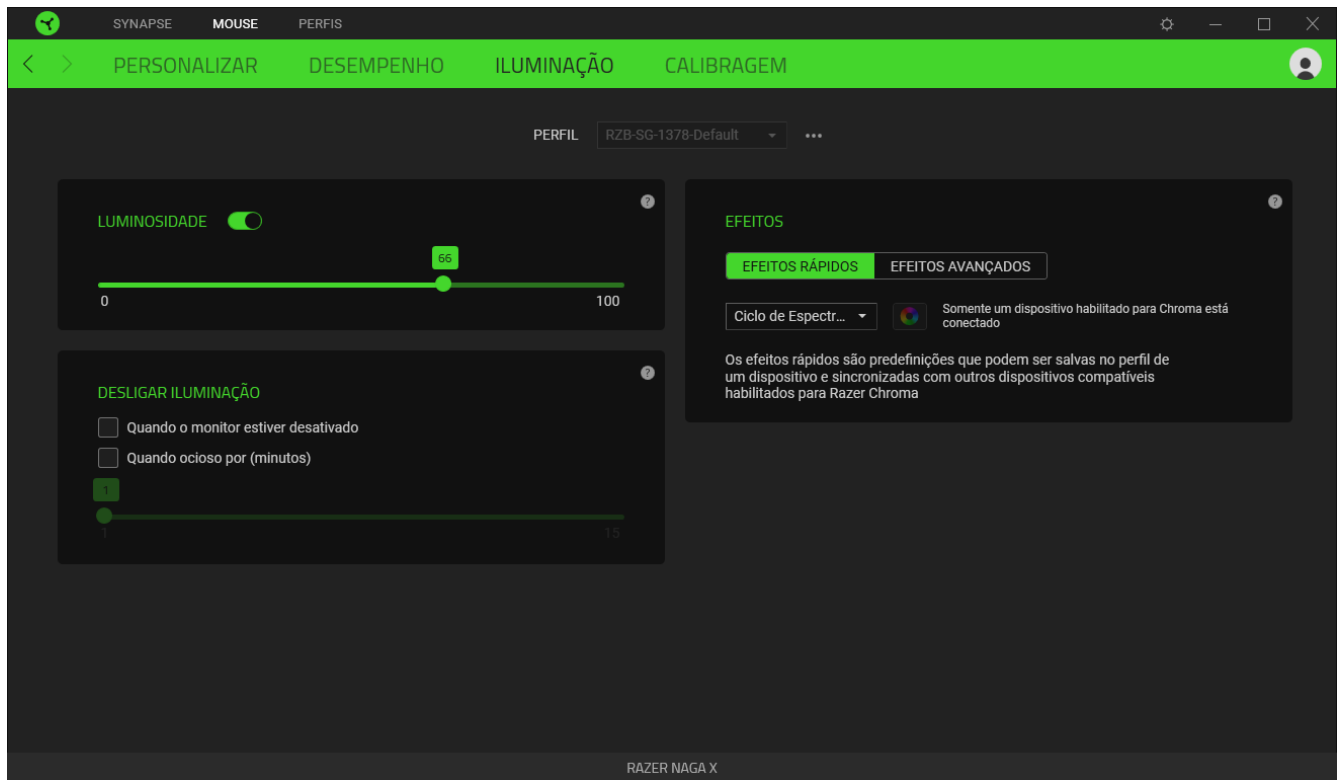 SYNAPSE MOUSE PERFIS
PERSONALIZAR DESEMPENHO ILUMINAÇÃO CALIBRAGEM
PERFIL RZB-SG-1378-Default
LUMINOSIDADE
66
0 100
DESLIGAR ILUMINAÇÃO
Quando o monitor estiver desativado
Quando ocioso por (minutos)
1
1 15
EFEITOS
EFEITOS RÁPIDOS EFEITOS AVANÇADOS
Ciclo de Espectr...
Somente um dispositivo habilitado para Chroma está
conectado
Os efeitos rápidos são predefinições que podem ser salvas no perfil de
um dispositivo e sincronizadas com outros dispositivos compatíveis
habilitados para Razer Chroma
RAZER NAGA X